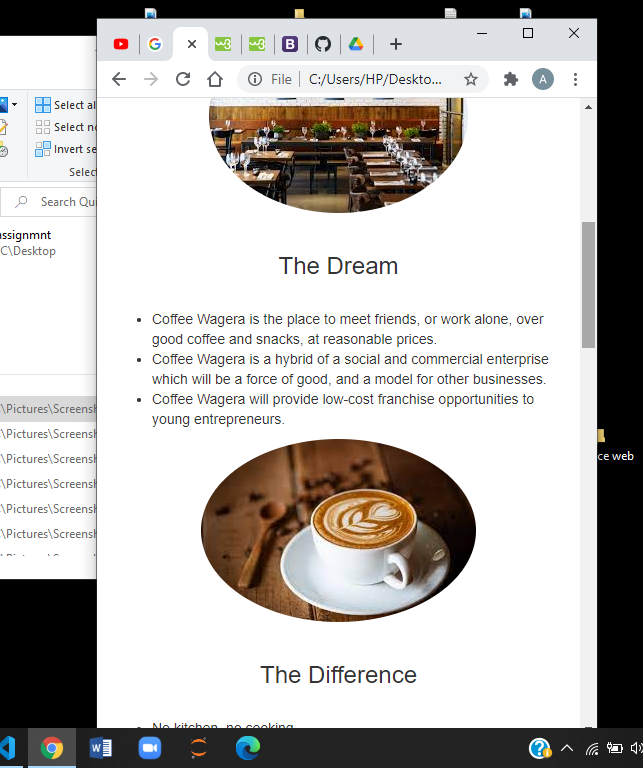 File
C:/Users/HP/Deskto...
A
Select al
Select no
Invert se
Selec
Search Qu
assignmnt
C\Desktop
The Dream
Coffee Wagera is the place to meet friends, or work alone, over
good coffee and snacks, at reasonable prices.
Coffee Wagera is a hybrid of a social and commercial enterprise
which will be a force of good, and a model for other businesses.
Coffee Wagera will provide low-cost franchise opportunities to
young entrepreneurs.
\Pictures\Screensh
\Pictures\Screensh
\Pictures\Screensh
\Pictures\Screensh
\Pictures\Screensh
\Pictures\Screensh
ce web
The Difference
No kitchen, no cooking